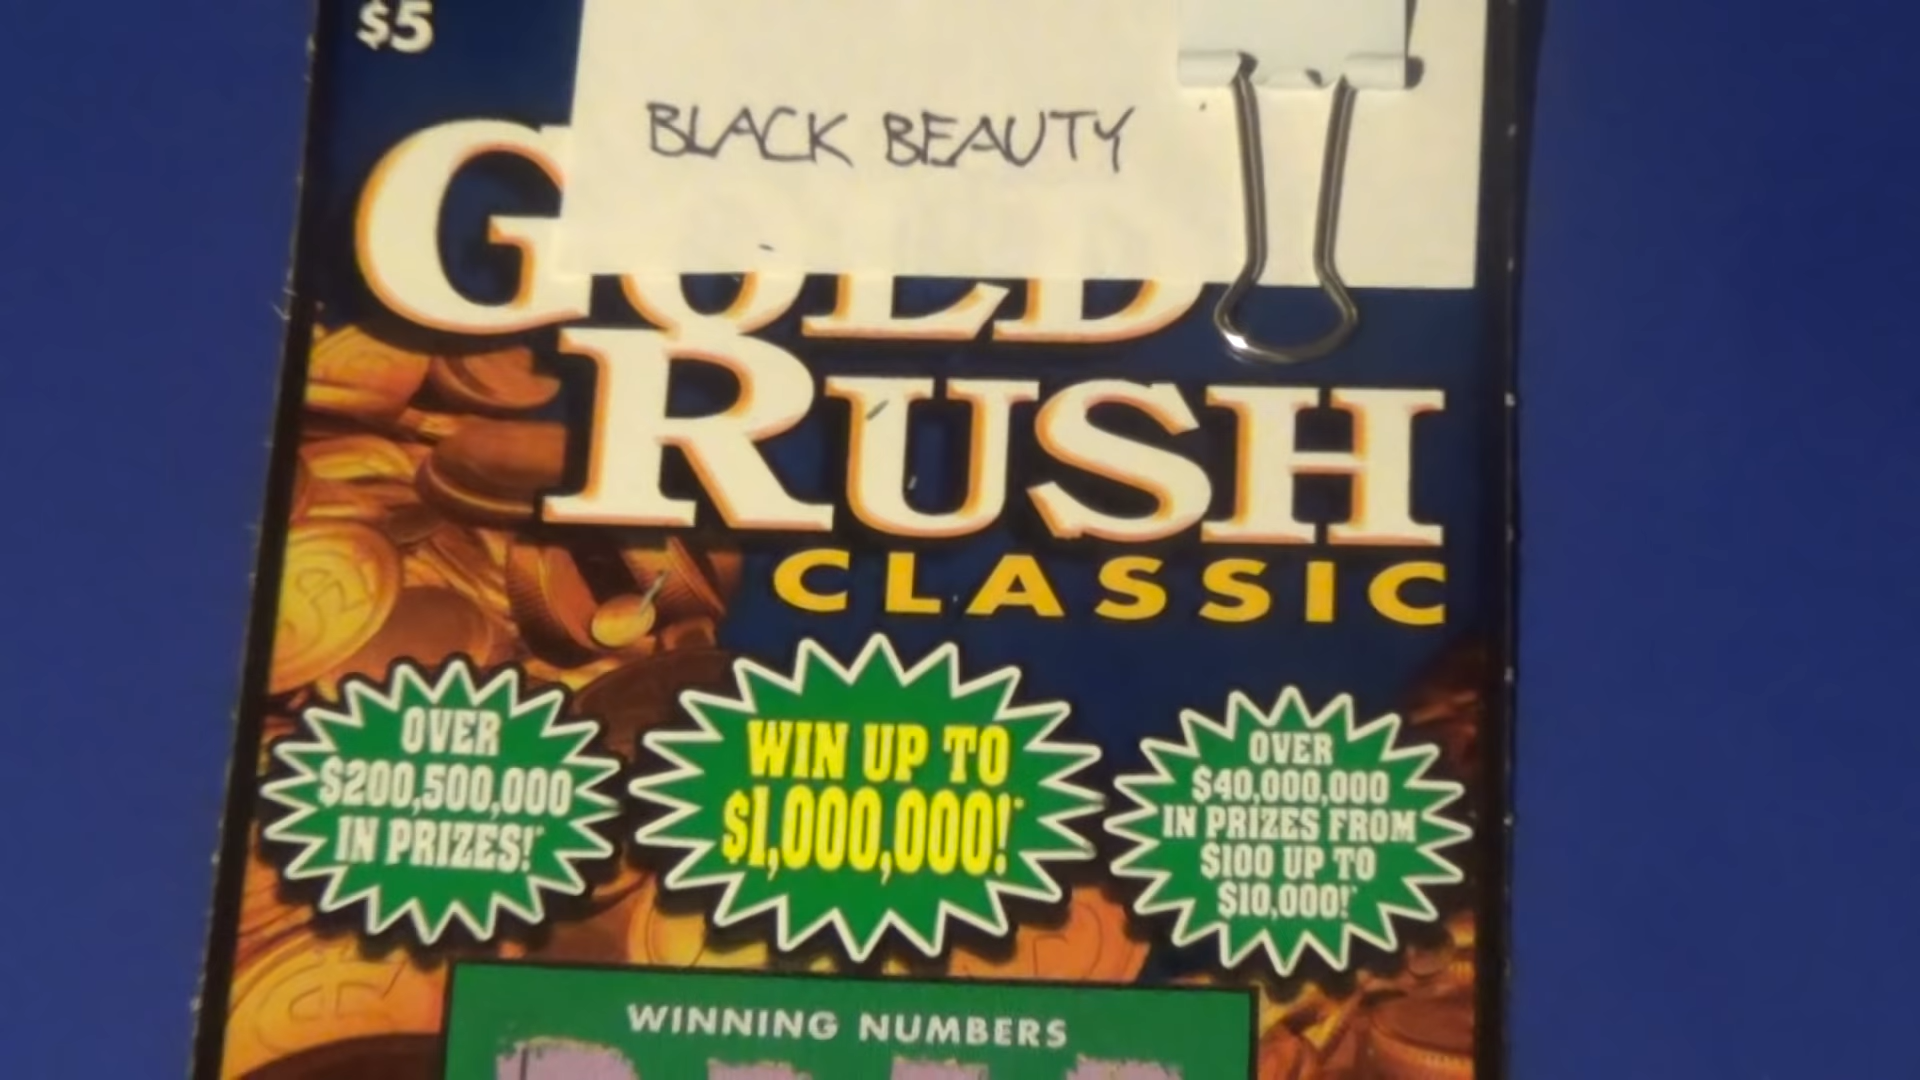 $5
BLACK BEAUTY
GOLD
RUSH
CLASSIC
OVER
$200,500,000
IN PRIZES!*
WIN UP TO
$1,000,000!*
OVER
$40,000,000
IN PRIZES FROM
$100 UP TO
$10,000!*
WINNING NUMBERS